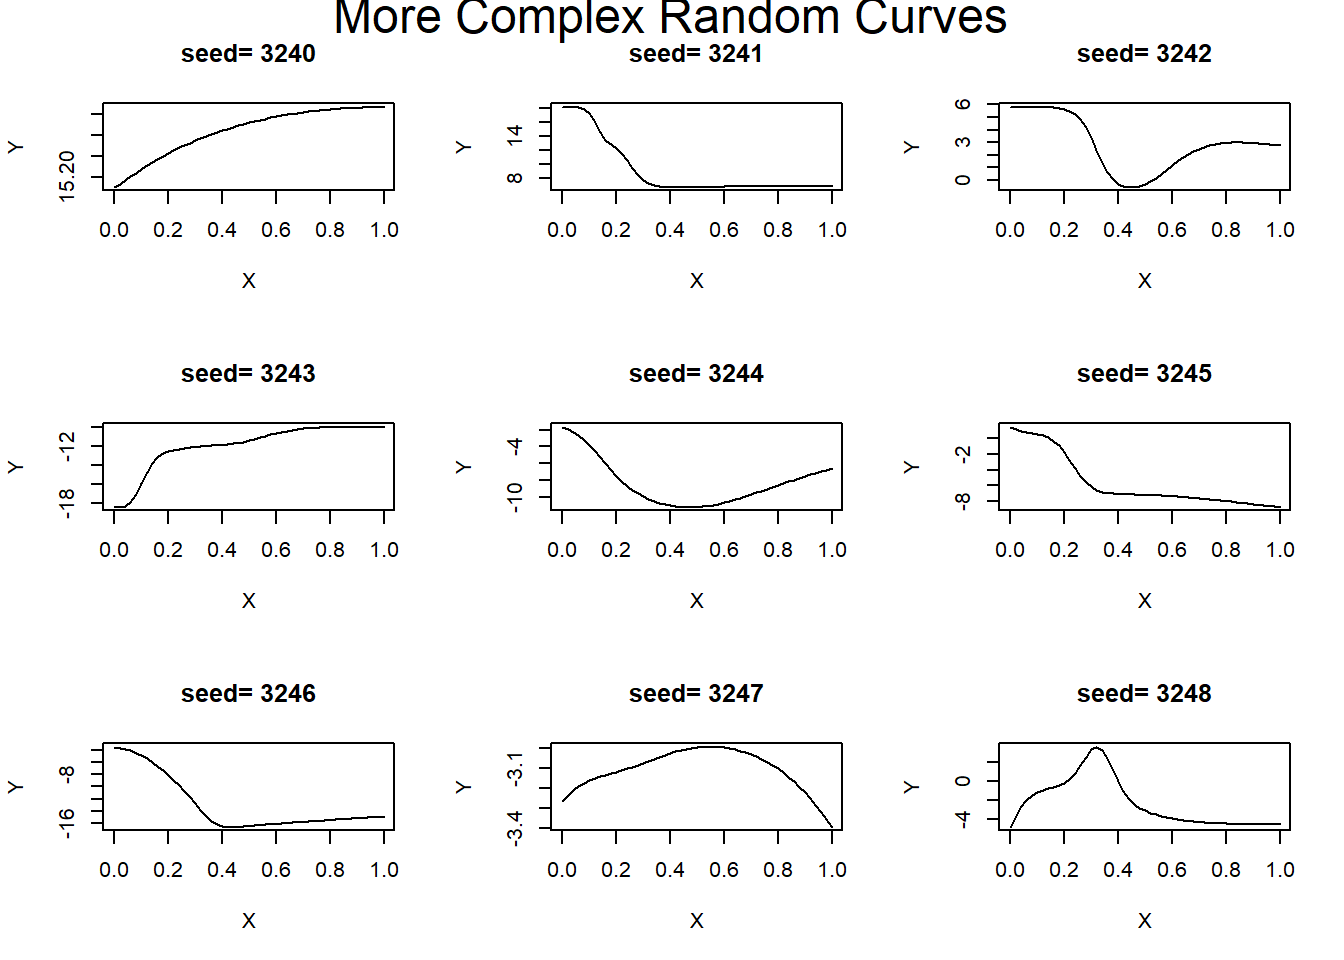 More Complex Random Curves
seed= 3240
seed= 3241
seed= 3242
Y
15.20
0.0 0.2 0.4 0.6 0.8 1.0
X
Y
14
8
0.0 0.2 0.4 0.6 0.8 1.0
X
Y
6
3
0
0.0 0.2 0.4 0.6 0.8 1.0
X
seed= 3243
seed= 3244
seed= 3245
Y
-12
-18
0.0 0.2 0.4 0.6 0.8 1.0
X
Y
-4
-10
0.0 0.2 0.4 0.6 0.8 1.0
X
Y
-2
-8
0.0 0.2 0.4 0.6 0.8 1.0
X
seed= 3246
seed= 3247
seed= 3248
Y
-8
-16
0.0 0.2 0.4 0.6 0.8 1.0
X
Y
-3.1
-3.4
0.0 0.2 0.4 0.6 0.8 1.0
X
Y
0
-4
0.0 0.2 0.4 0.6 0.8 1.0
X